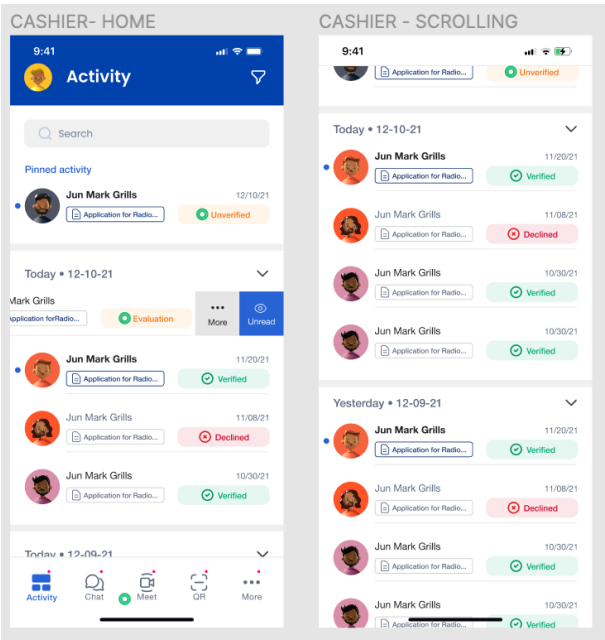 CASHIER- HOME
9:41
Activity
Search
Pinned activity
Jun Mark Grills
12/10/21
Application for Radio...
Unverified
Today • 12-10-21
Mark Grills
pplication forRadio...
Evaluation
More
Unread
Jun Mark Grills
11/20/21
Application for Radio...
Verified
Jun Mark Grills
11/08/21
Application for Radio...
Declined
Jun Mark Grills
10/30/21
Application for Radio...
Verified
Today • 12-09-21
Activity
Chat
Meet
QR
More
CASHIER - SCROLLING
9:41
Application for Radio...
Unverified
Today • 12-10-21
Jun Mark Grills
11/20/21
Application for Radio...
Verified
Jun Mark Grills
11/08/21
Application for Radio...
Declined
Jun Mark Grills
10/30/21
Application for Radio...
Verified
Jun Mark Grills
10/30/21
Application for Radio...
Verified
Yesterday • 12-09-21
Jun Mark Grills
11/20/21
Application for Radio...
Verified
Jun Mark Grills
11/08/21
Application for Radio...
Declined
Jun Mark Grills
10/30/21
Application for Radio...
Verified
Jun Mark Grills
10/30/21
Application for Radio...
Verified